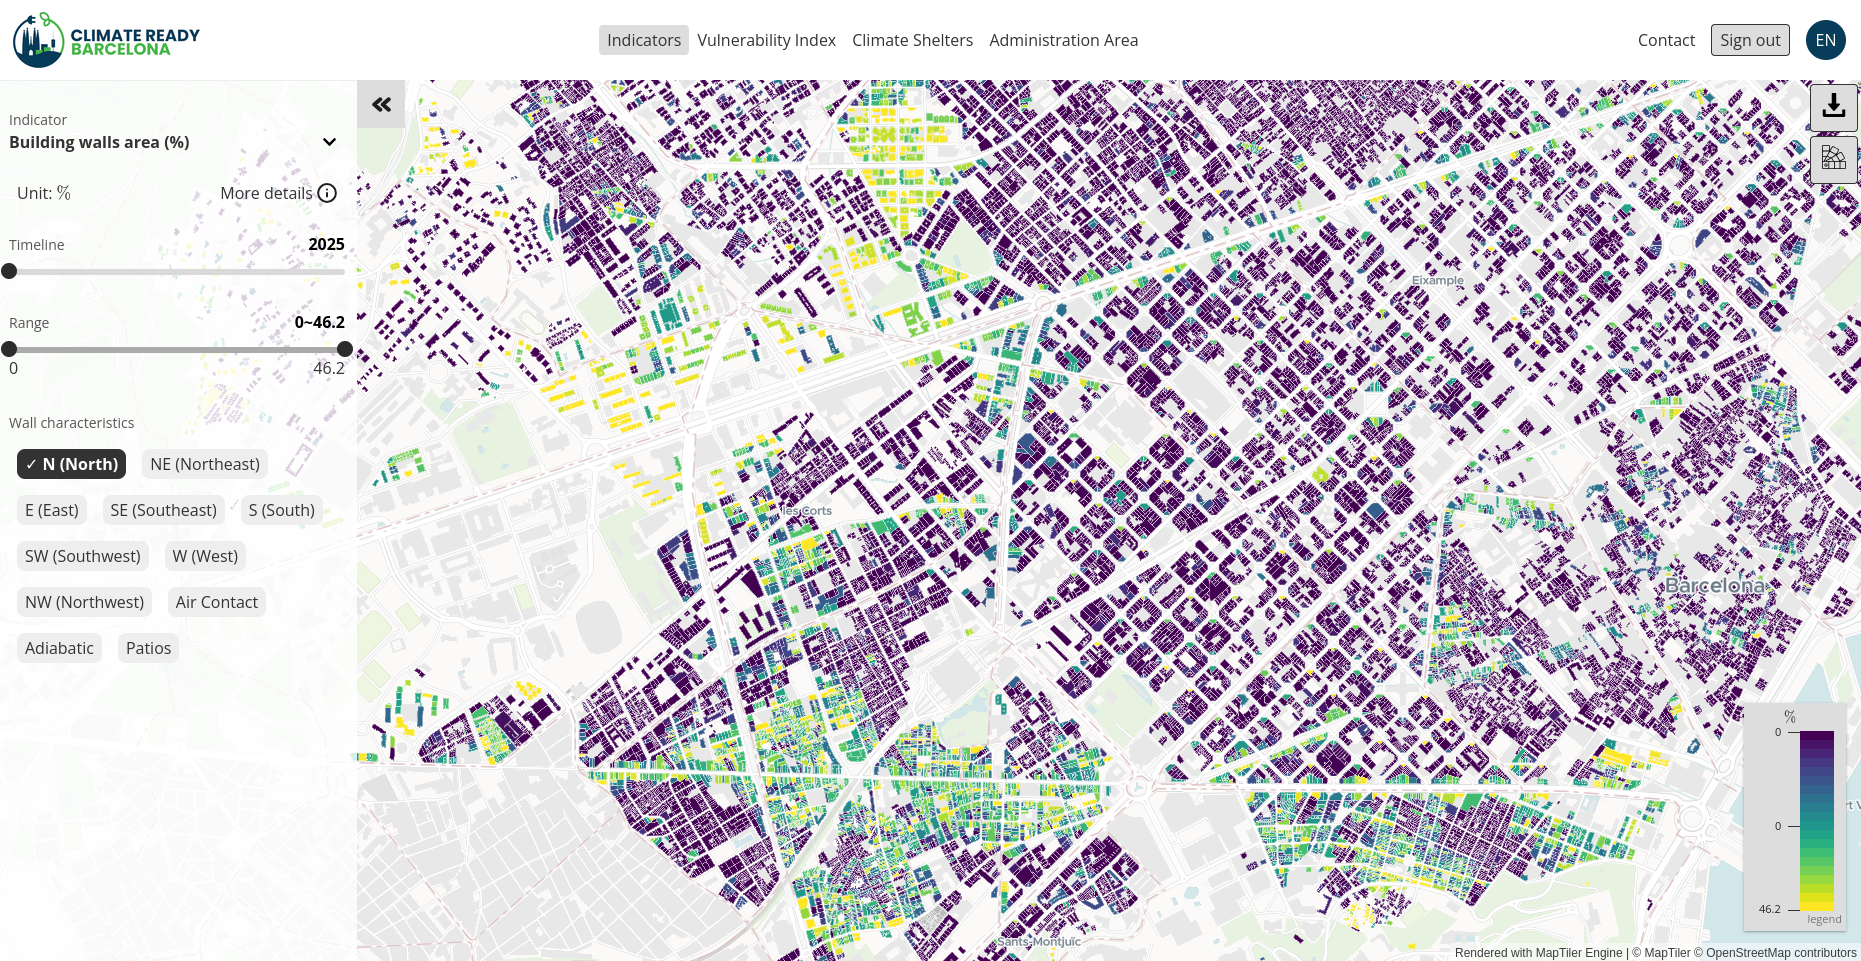 CLIMATE READY
BARCELONA
Indicators
Vulnerability Index
Climate Shelters
Administration Area
Contact
Sign out
EN
Indicator
Building walls area (%)
Unit: %
More details
Timeline
2025
Range
0~46.2
0
46.2
Wall characteristics
✓ N (North)
NE (Northeast)
E (East)
SE (Southeast)
S (South)
SW (Southwest)
W (West)
NW (Northwest)
Air Contact
Adiabatic
Patios
Eixample
les Corts
Barcelona
Sants-Montjuïc
%
0
0
46.2
legend
Rendered with MapTiler Engine | © MapTiler © OpenStreetMap contributors